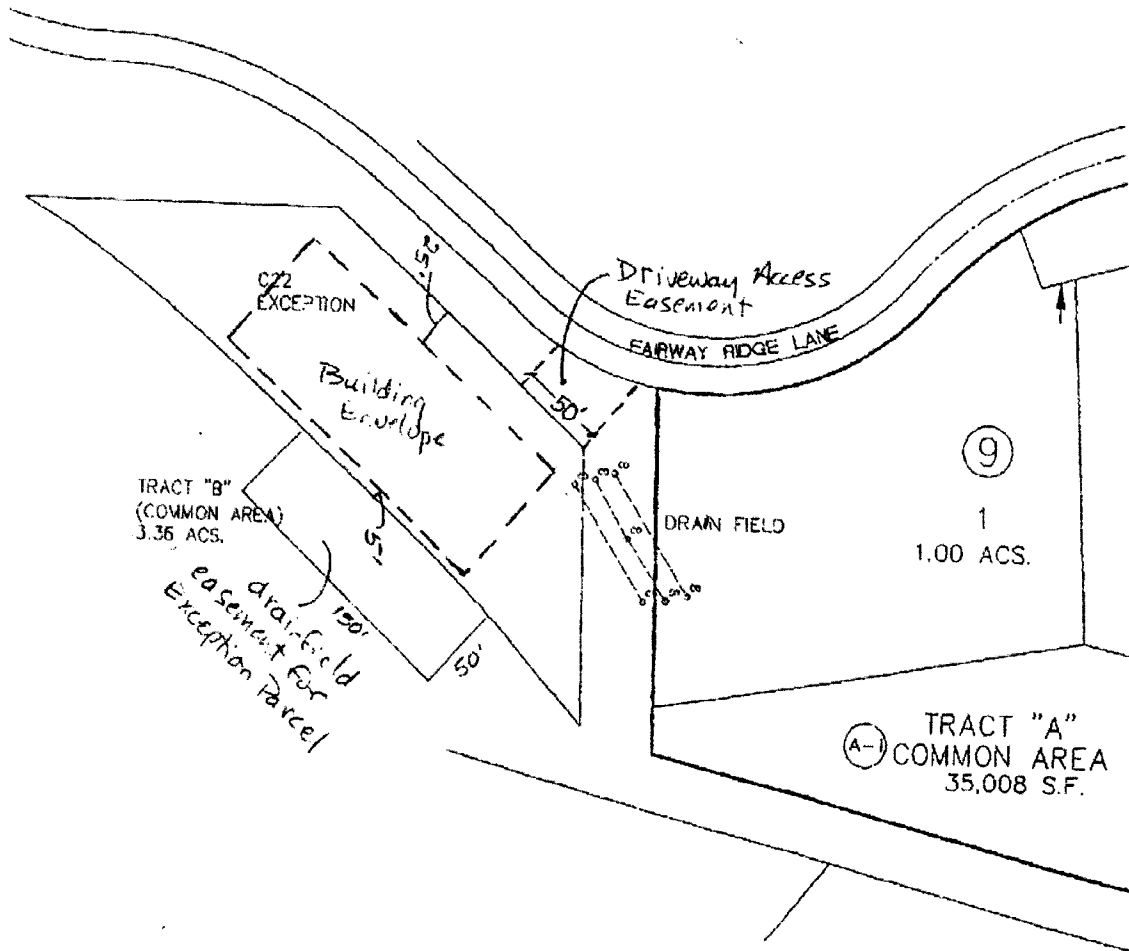 25'
Driveway Access
Easement
FAIRWAY RIDGE LANE
C22
EXCEPTION
Building
Envelope
50'
TRACT "B"
(COMMON AREA)
3.36 ACS.
5'
drainfield
easement for
Exception Parcel
150'
50'
DRAIN FIELD
9
1
1.00 ACS.
A-1
TRACT "A"
COMMON AREA
35,008 S.F.